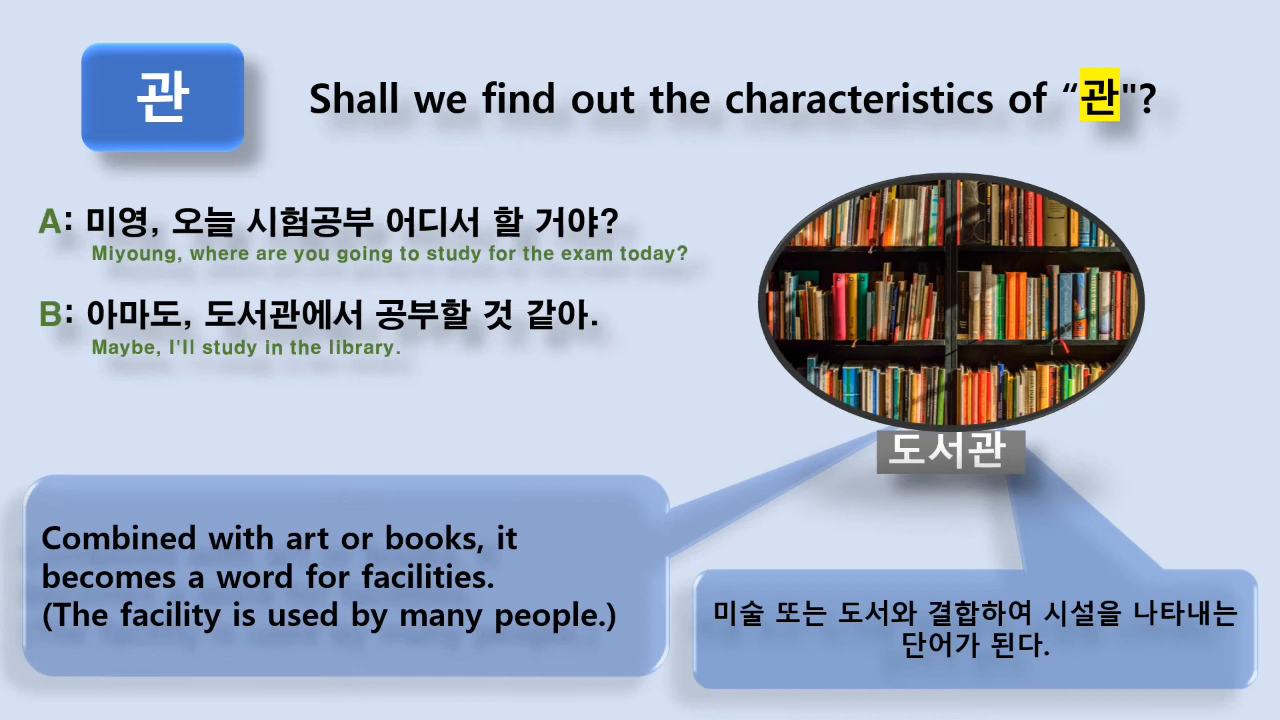 관
Shall we find out the characteristics of “관"?
A: 미영, 오늘 시험공부 어디서 할 거야?
Miyoung, where are you going to study for the exam today?
B: 아마도, 도서관에서 공부할 것 같아.
Maybe, I'll study in the library.
도서관
Combined with art or books, it
becomes a word for facilities.
(The facility is used by many people.)
미술 또는 도서와 결합하여 시설을 나타내는
단어가 된다.